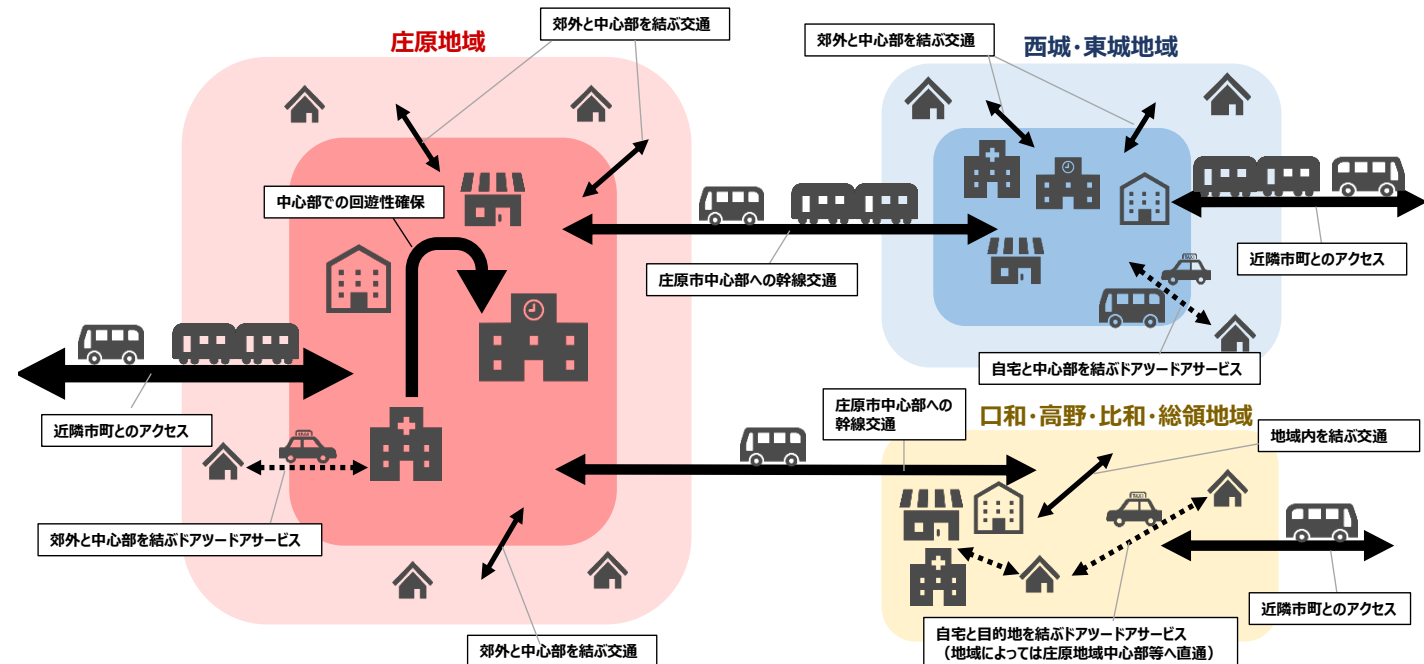 庄原地域
郊外と中心部を結ぶ交通
中心部での回遊性確保
近隣市町とのアクセス
郊外と中心部を結ぶドアツードアサービス
郊外と中心部を結ぶ交通
庄原市中心部への幹線交通
庄原市中心部への
幹線交通
郊外と中心部を結ぶ交通
西城・東城地域
近隣市町とのアクセス
TAXI
自宅と中心部を結ぶドアツードアサービス
口和・高野・比和・総領地域
地域内を結ぶ交通
TAXI
近隣市町とのアクセス
自宅と目的地を結ぶドアツードアサービス
（地域によっては庄原地域中心部等へ直通）
TAXI